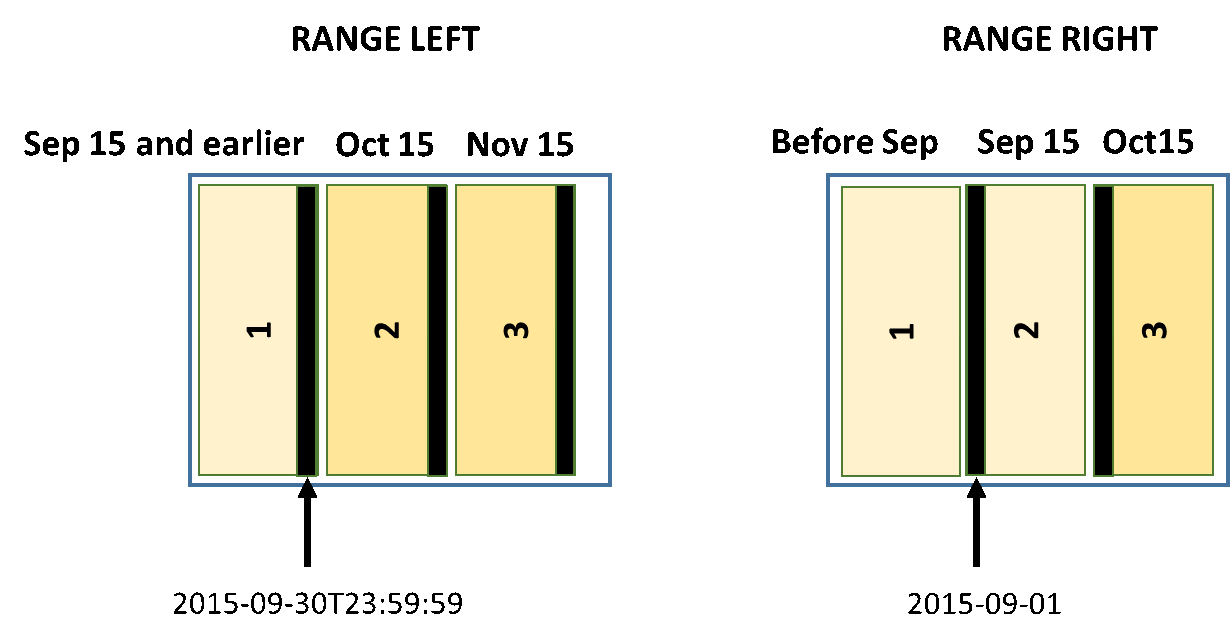 RANGE LEFT
Sep 15 and earlier Oct 15 Nov 15
1 2 3
2015-09-30T23:59:59
RANGE RIGHT
Before Sep Sep 15 Oct15
1 2 3
2015-09-01